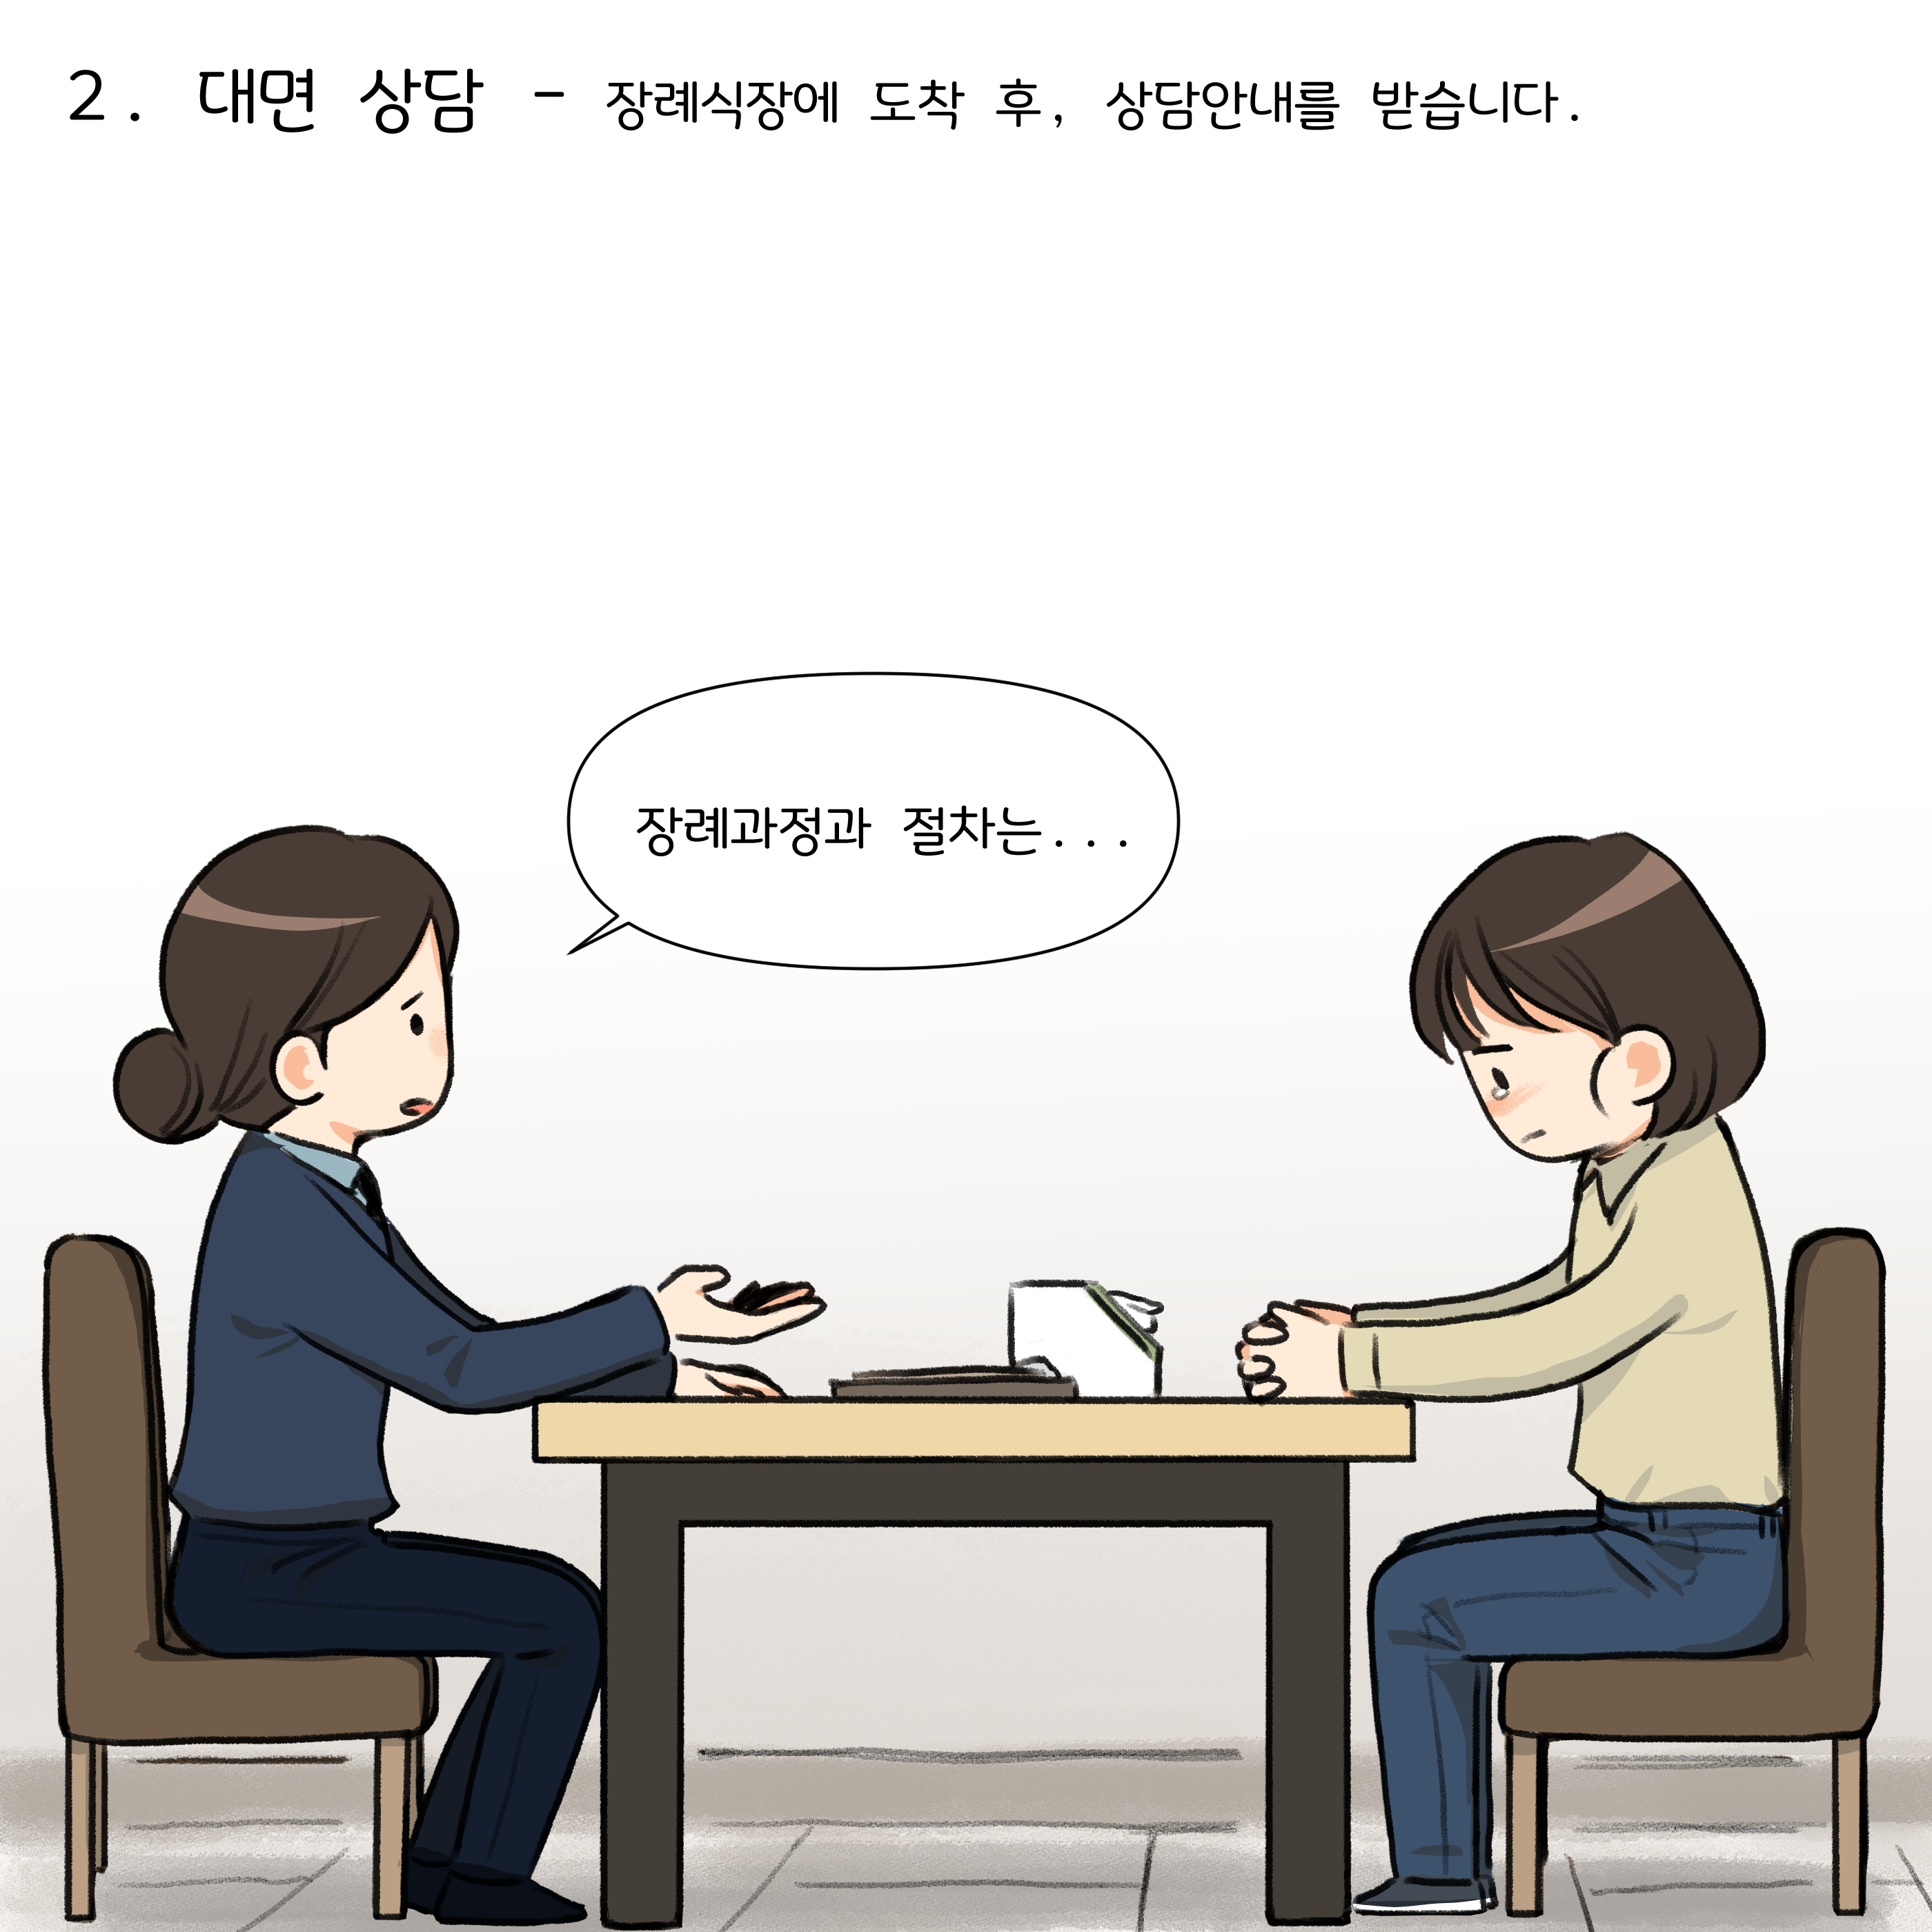 2. 대면 상담 - 장례식장에 도착 후, 상담안내를 받습니다.
장례과정과 절차는...